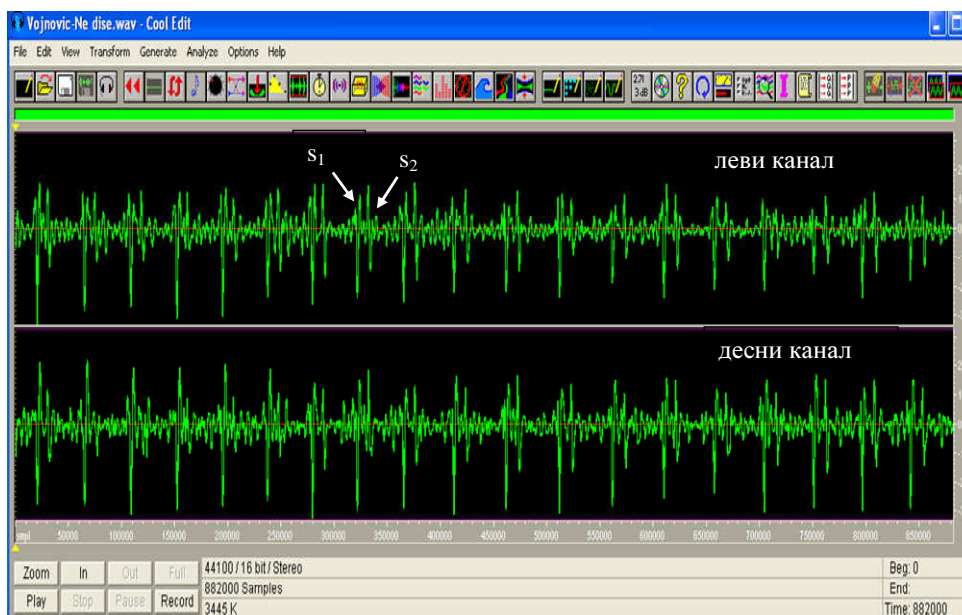 Vojnovic-Ne dise.wav - Cool Edit
File Edit View Transform Generate Analyze Options Help
s1 s2 леви канал
десни канал
smpl 50000 100000 150000 200000 250000 300000 350000 400000 450000 500000 550000 600000 650000 700000 750000 800000 850000
Zoom In Out Full 44100 / 16 bit / Stereo Beg: 0
882000 Samples End:
Play Stop Pause Record 3445 K Time: 882000